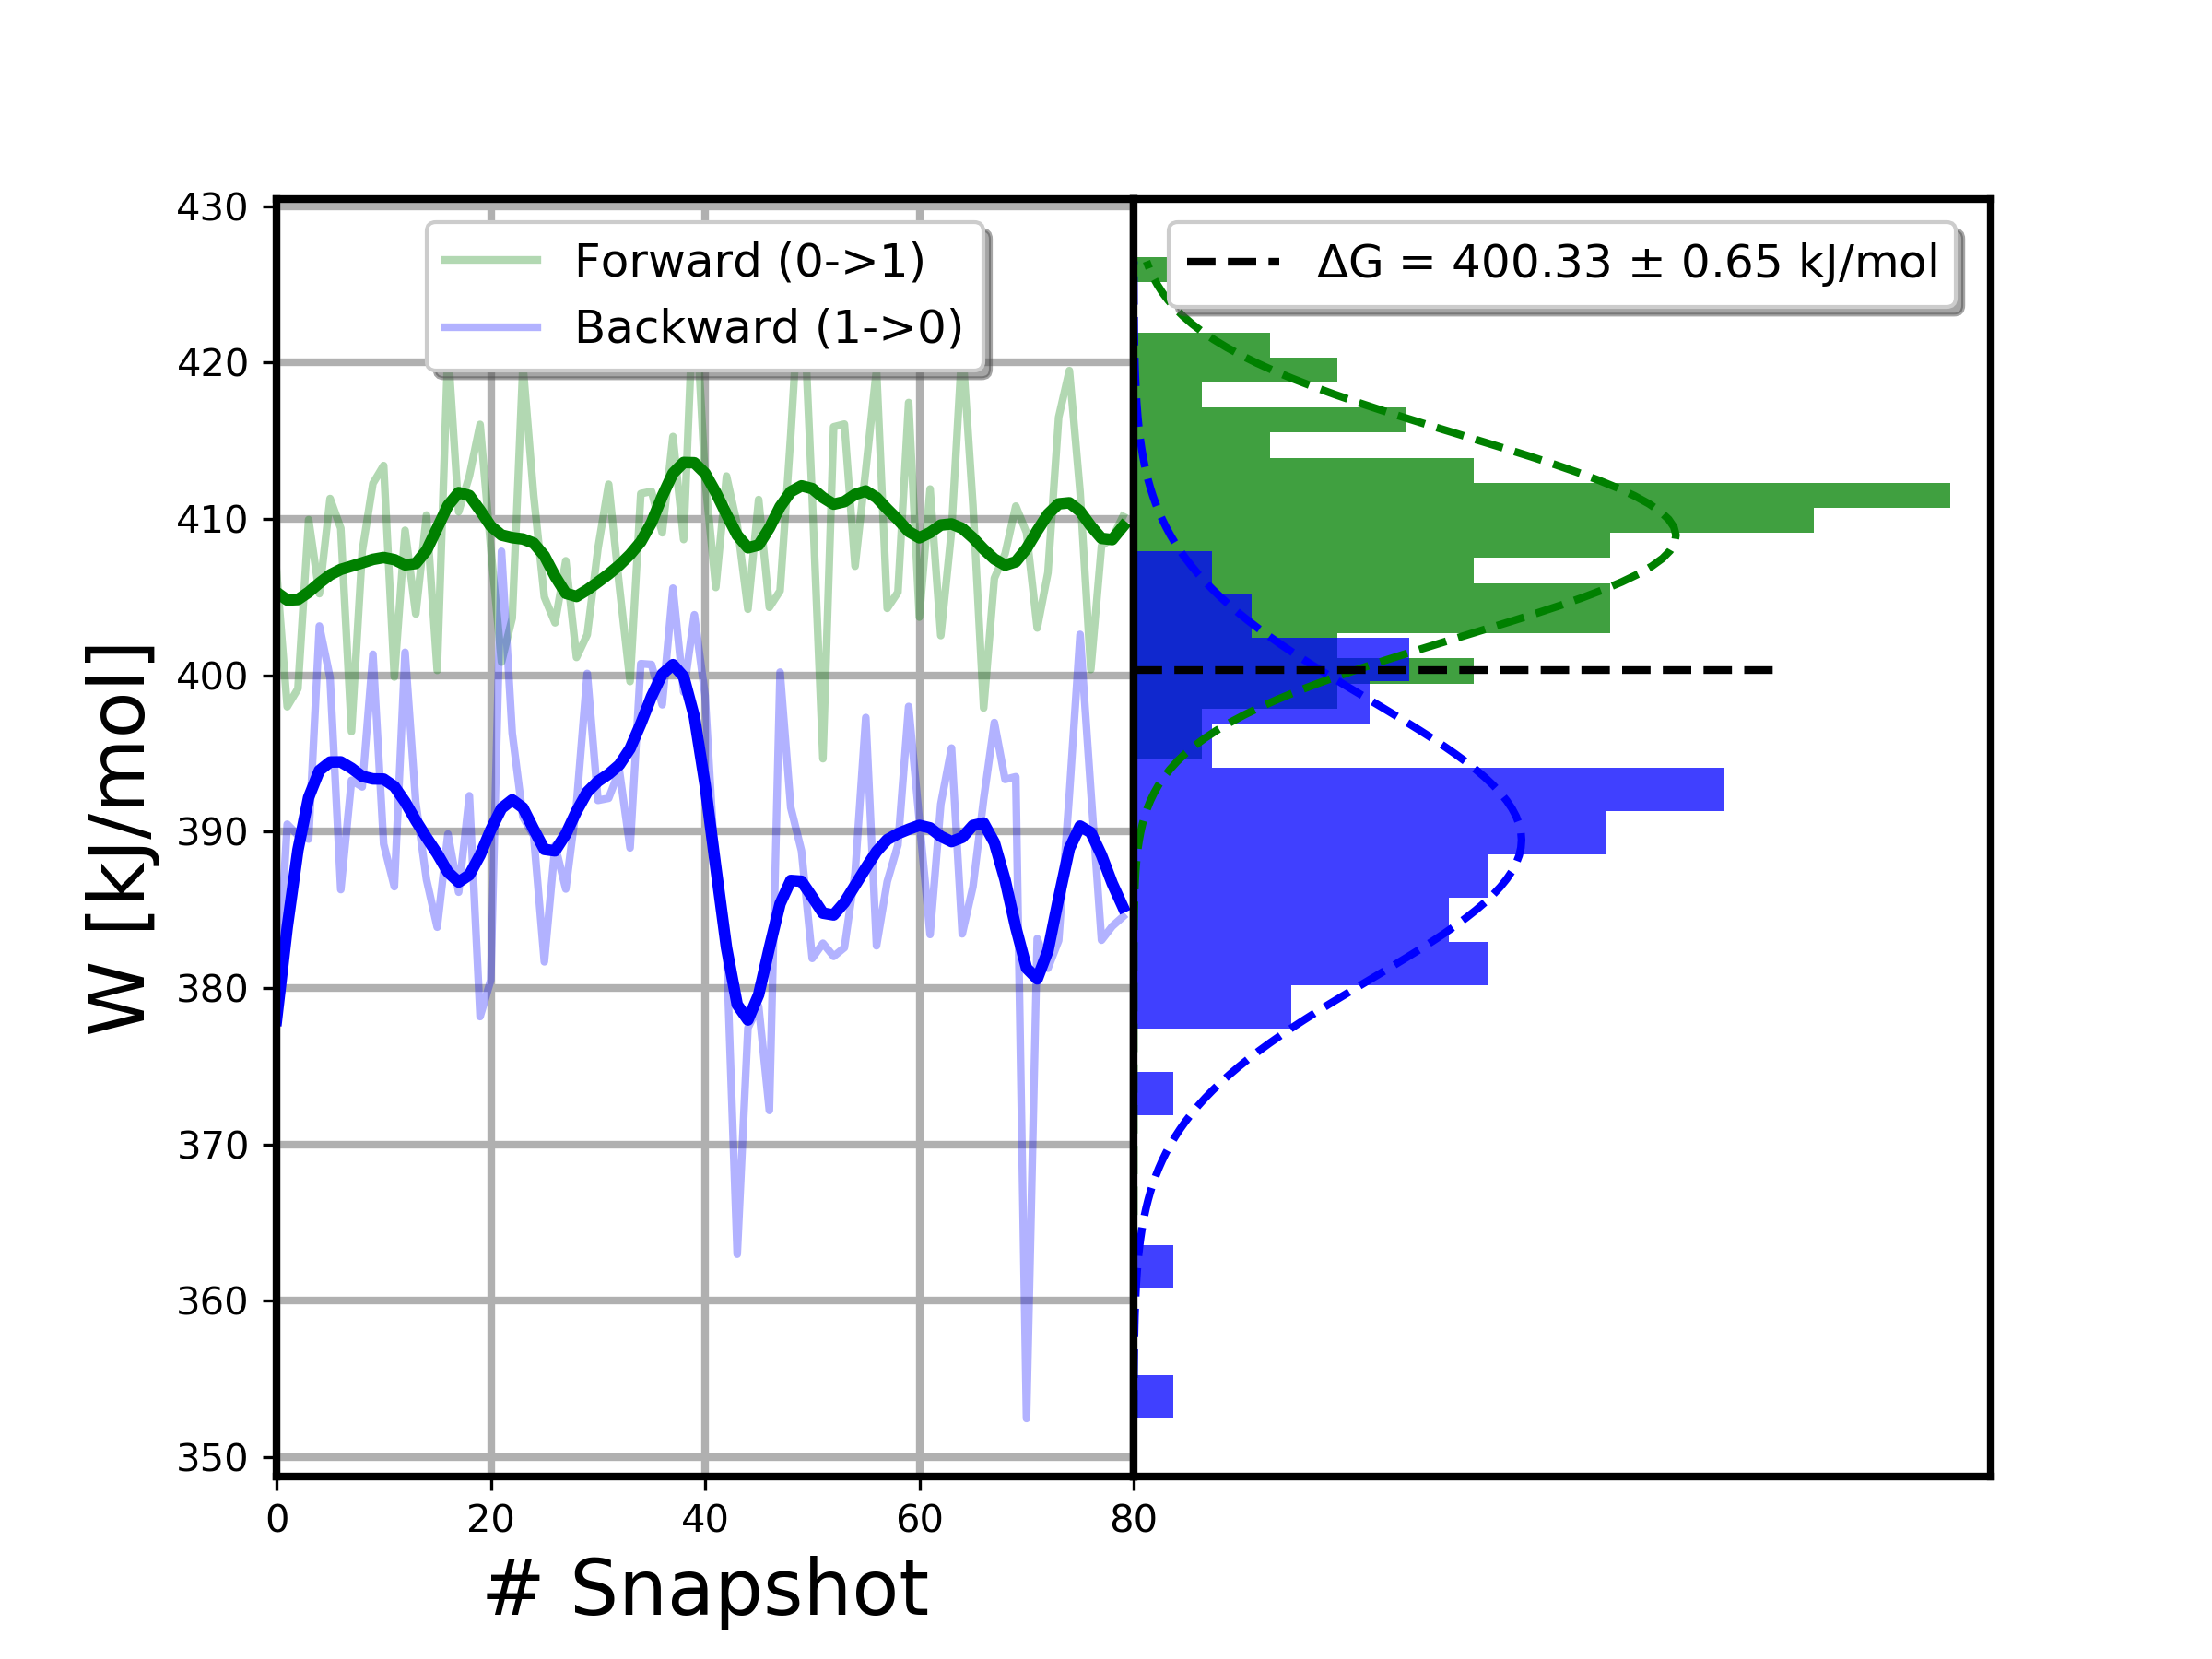 Forward (0->1)
Backward (1->0)
ΔG = 400.33 ± 0.65 kJ/mol
430
420
410
400
390
380
370
360
350
W [kJ/mol]
0 20 40 60 80
# Snapshot